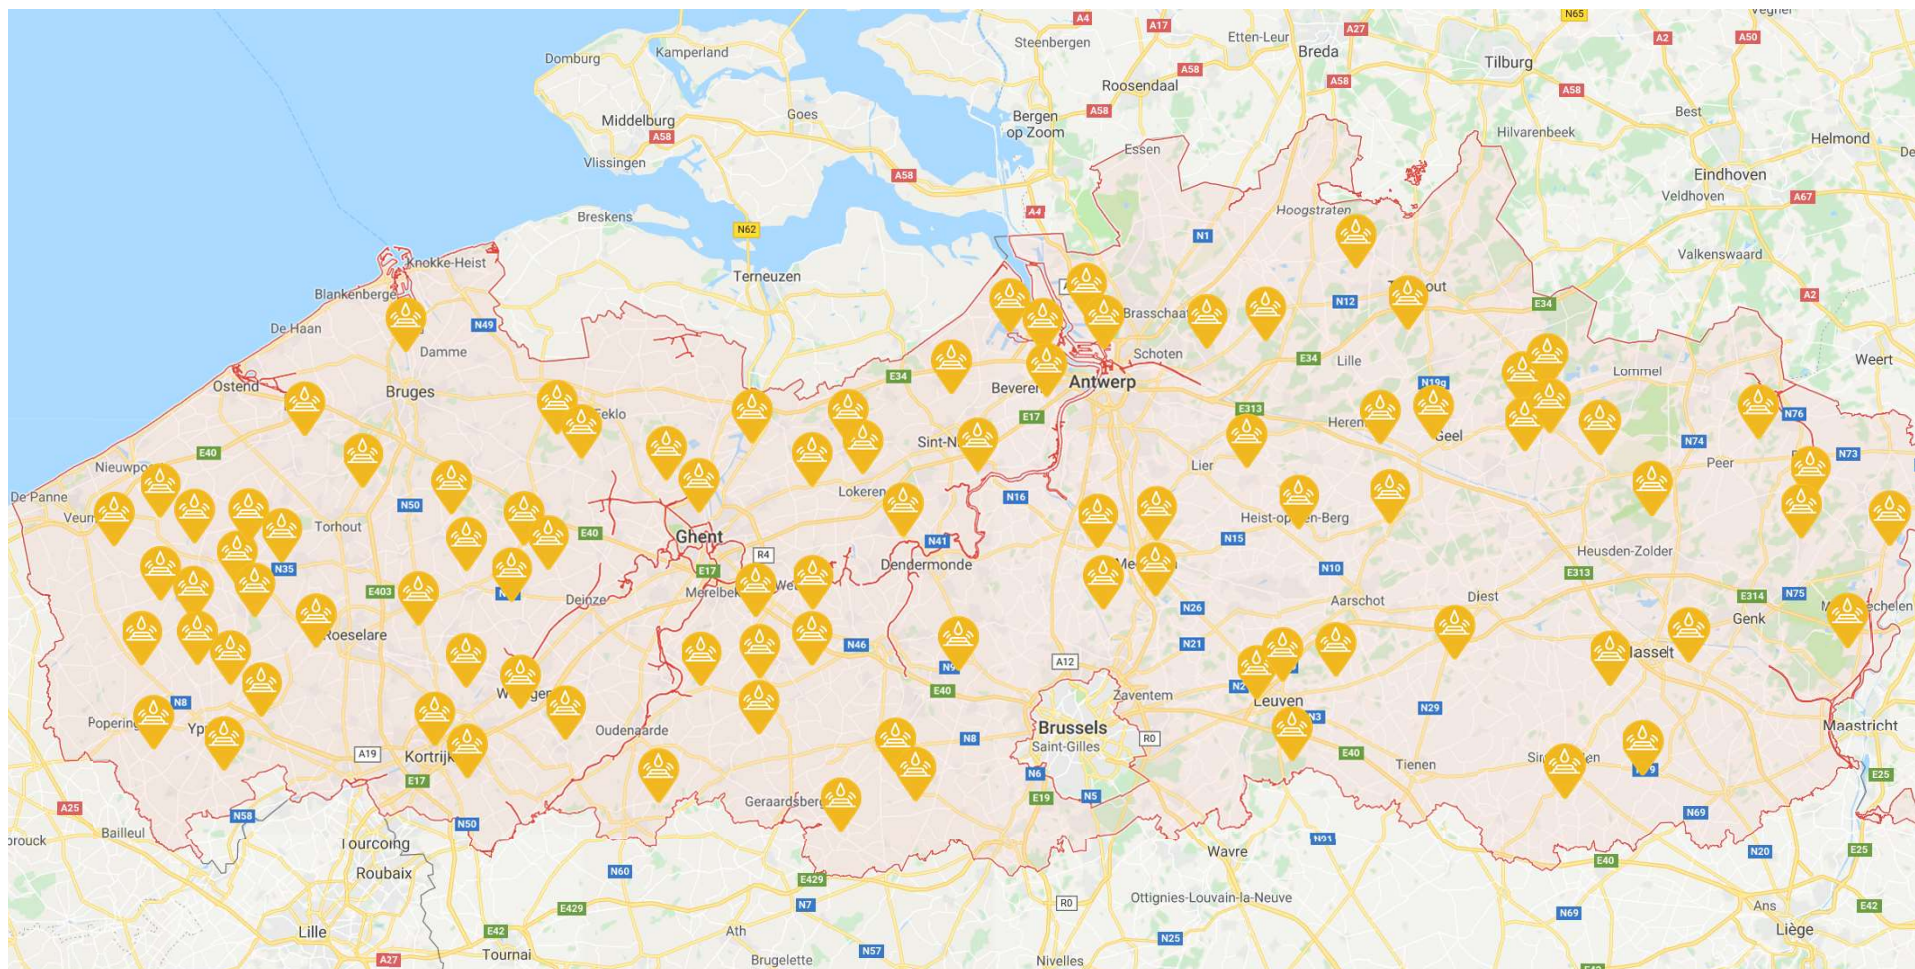 N65
Vegnel
A4
A17
Etten-Leur
A27
A2
A50
Steenbergen
Breda
Kamperland
Domburg
Tilburg
A58
A58
A58
Roosendaal
Goes
Middelburg
A58
A58
Bergen
op Zoom
Best
Hilvarenbeek
Helmond
Essen
Vlissingen
A58
Eindhoven
Veldhoven
A67
A4
Hoogstraten
Breskens
N62
N1
Valkenswaard
Knokke-Heist
Terneuzen
Blankenberge
N12
E34
A2
Brasschaat
De Haan
N49
Damme
Schoten
E34
Lille
Weert
Lommel
E34
Ostend
Beveren
Antwerp
N19g
Bruges
E313
E17
N76
Eeklo
Geel
Sint-N
N74
N73
E40
Lier
Peer
Nieuwpo
De Panne
Lokeren
N16
N50
Veurn
Torhout
Heist-op-den-Berg
E40
Ghent
N41
N15
R4
Heusden-Zolder
Dendermonde
N35
E17
N10
E313
E403
Merelbek
Deinze
Aarschot
Diest
E314
N75
N26
Genk
Roeselare
N46
N21
Hasselt
A12
E40
Zaventem
N8
Leuven
N29
N3
Oudenaarde
Brussels
Saint-Gilles
N8
R0
Maastricht
A19
Kortrijk
E40
Tienen
E17
N6
E25
N5
Geraardsberg
E19
A25
N58
N50
N69
Bailleul
Tourcoing
N91
Wavre
N20
E25
E40
Roubaix
N60
E429
Ottignies-Louvain-la-Neuve
N7
R0
Ans
E42
E429
N69
Lille
E42
Ath
N25
Liège
Tournai
N57
A27
Brugelette
Nivelles